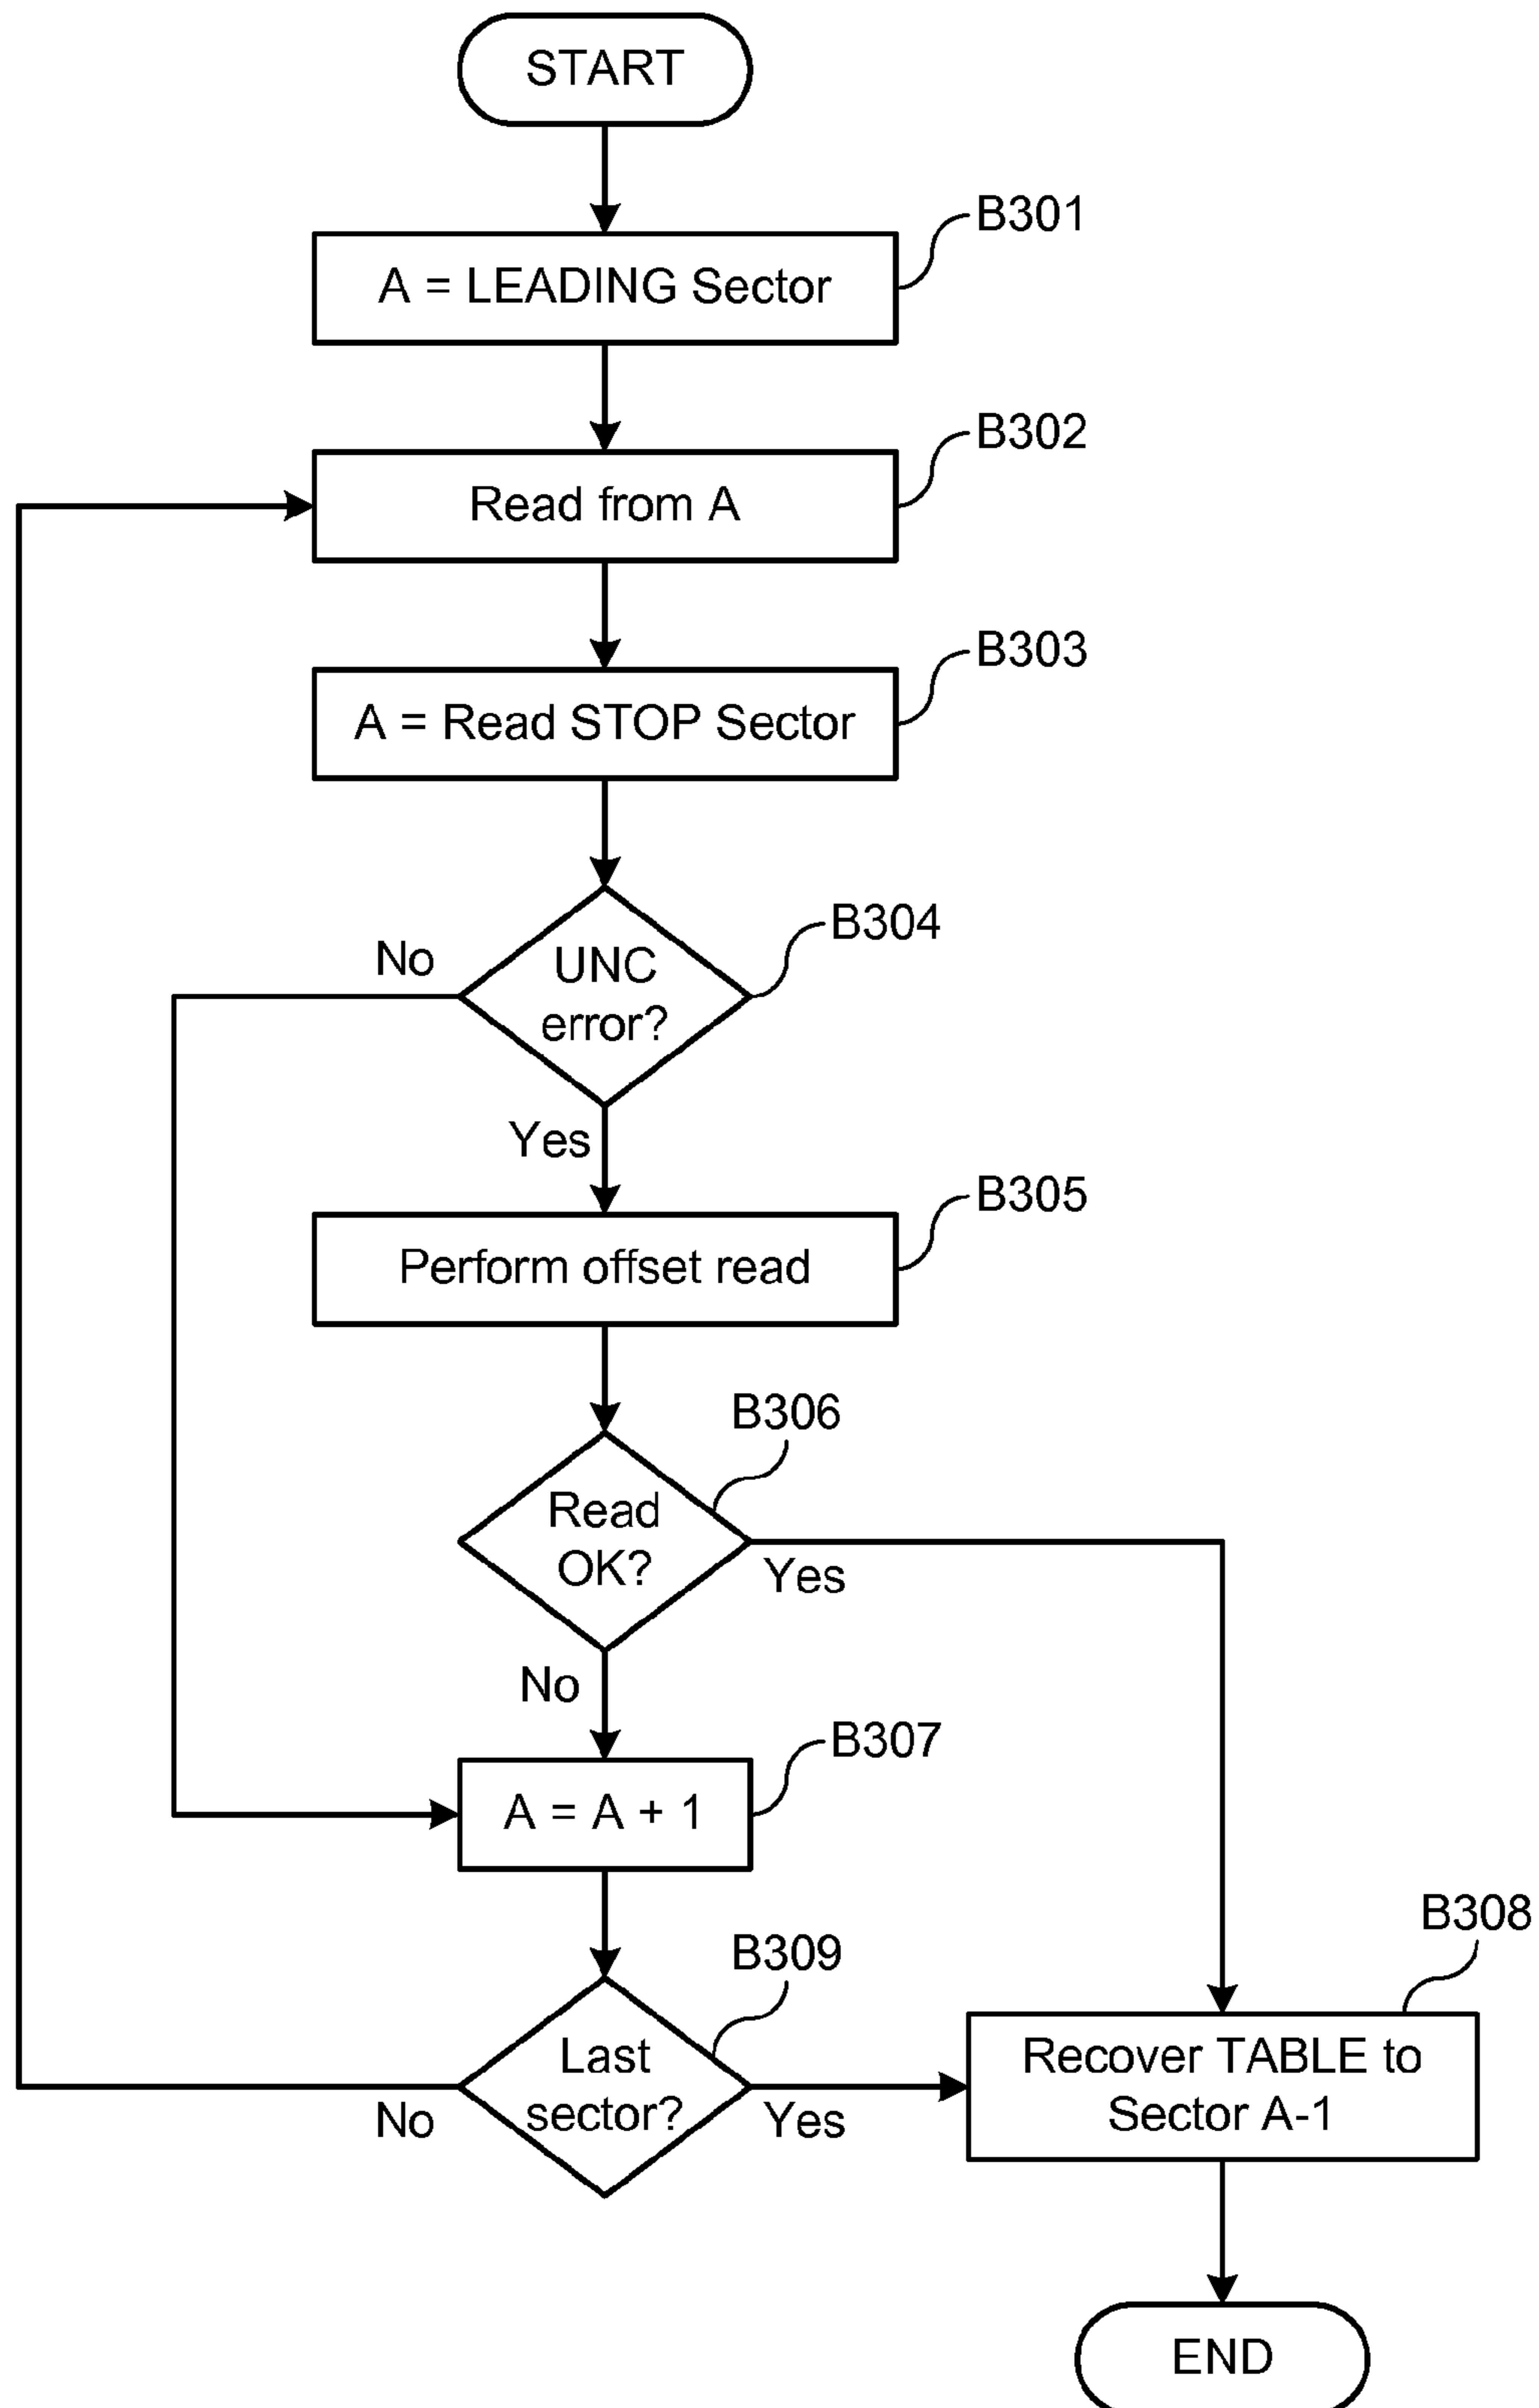 START
B301
A = LEADING Sector
B302
Read from A
B303
A = Read STOP Sector
B304
No
UNC
error?
Yes
B305
Perform offset read
B306
Read
OK?
Yes
No
B307
A = A + 1
B308
B309
Last
sector?
No
Yes
Recover TABLE to
Sector A-1
END